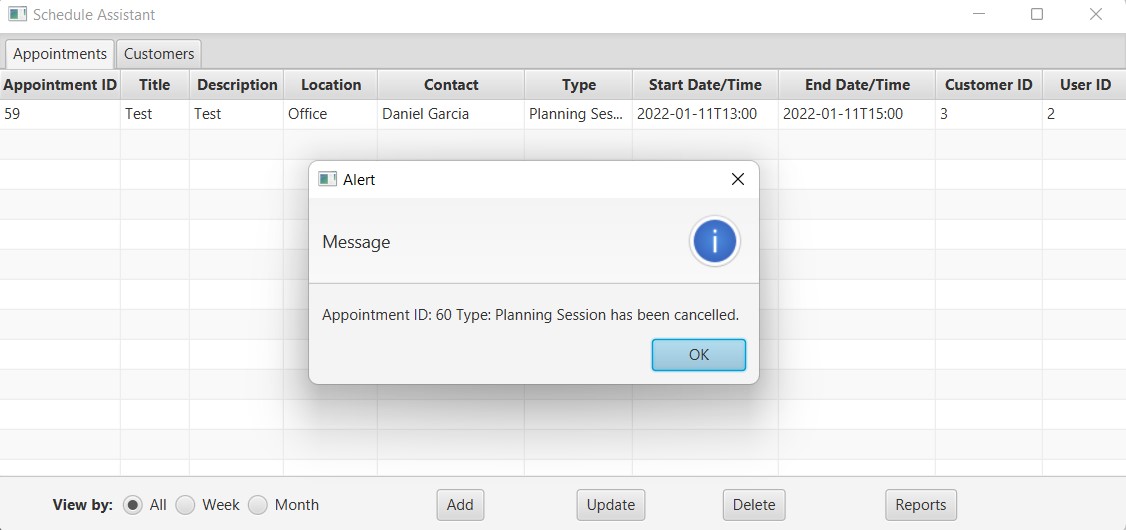 Schedule Assistant
Appointments Customers
Appointment ID Title Description Location Contact Type Start Date/Time End Date/Time Customer ID User ID
59 Test Test Office Daniel Garcia Planning Ses... 2022-01-11T13:00 2022-01-11T15:00 3 2
Alert
Message
i
Appointment ID: 60 Type: Planning Session has been cancelled.
OK
View by: All Week Month Add Update Delete Reports